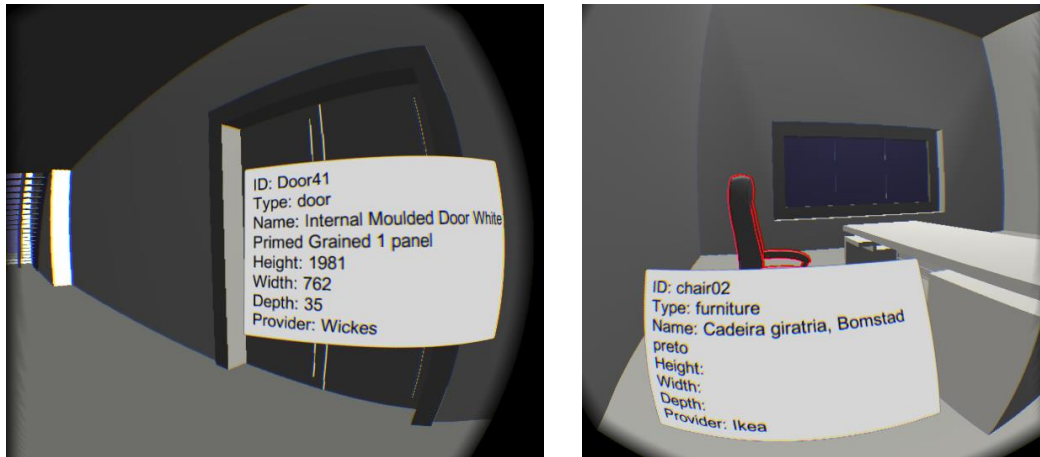 ID: Door41
Type: door
Name: Internal Moulded Door White
Primed Grained 1 panel
Height: 1981
Width: 762
Depth: 35
Provider: Wickes
ID: chair02
Type: furniture
Name: Cadeira giratria, Bomstad
preto
Height:
Width:
Depth:
Provider: Ikea